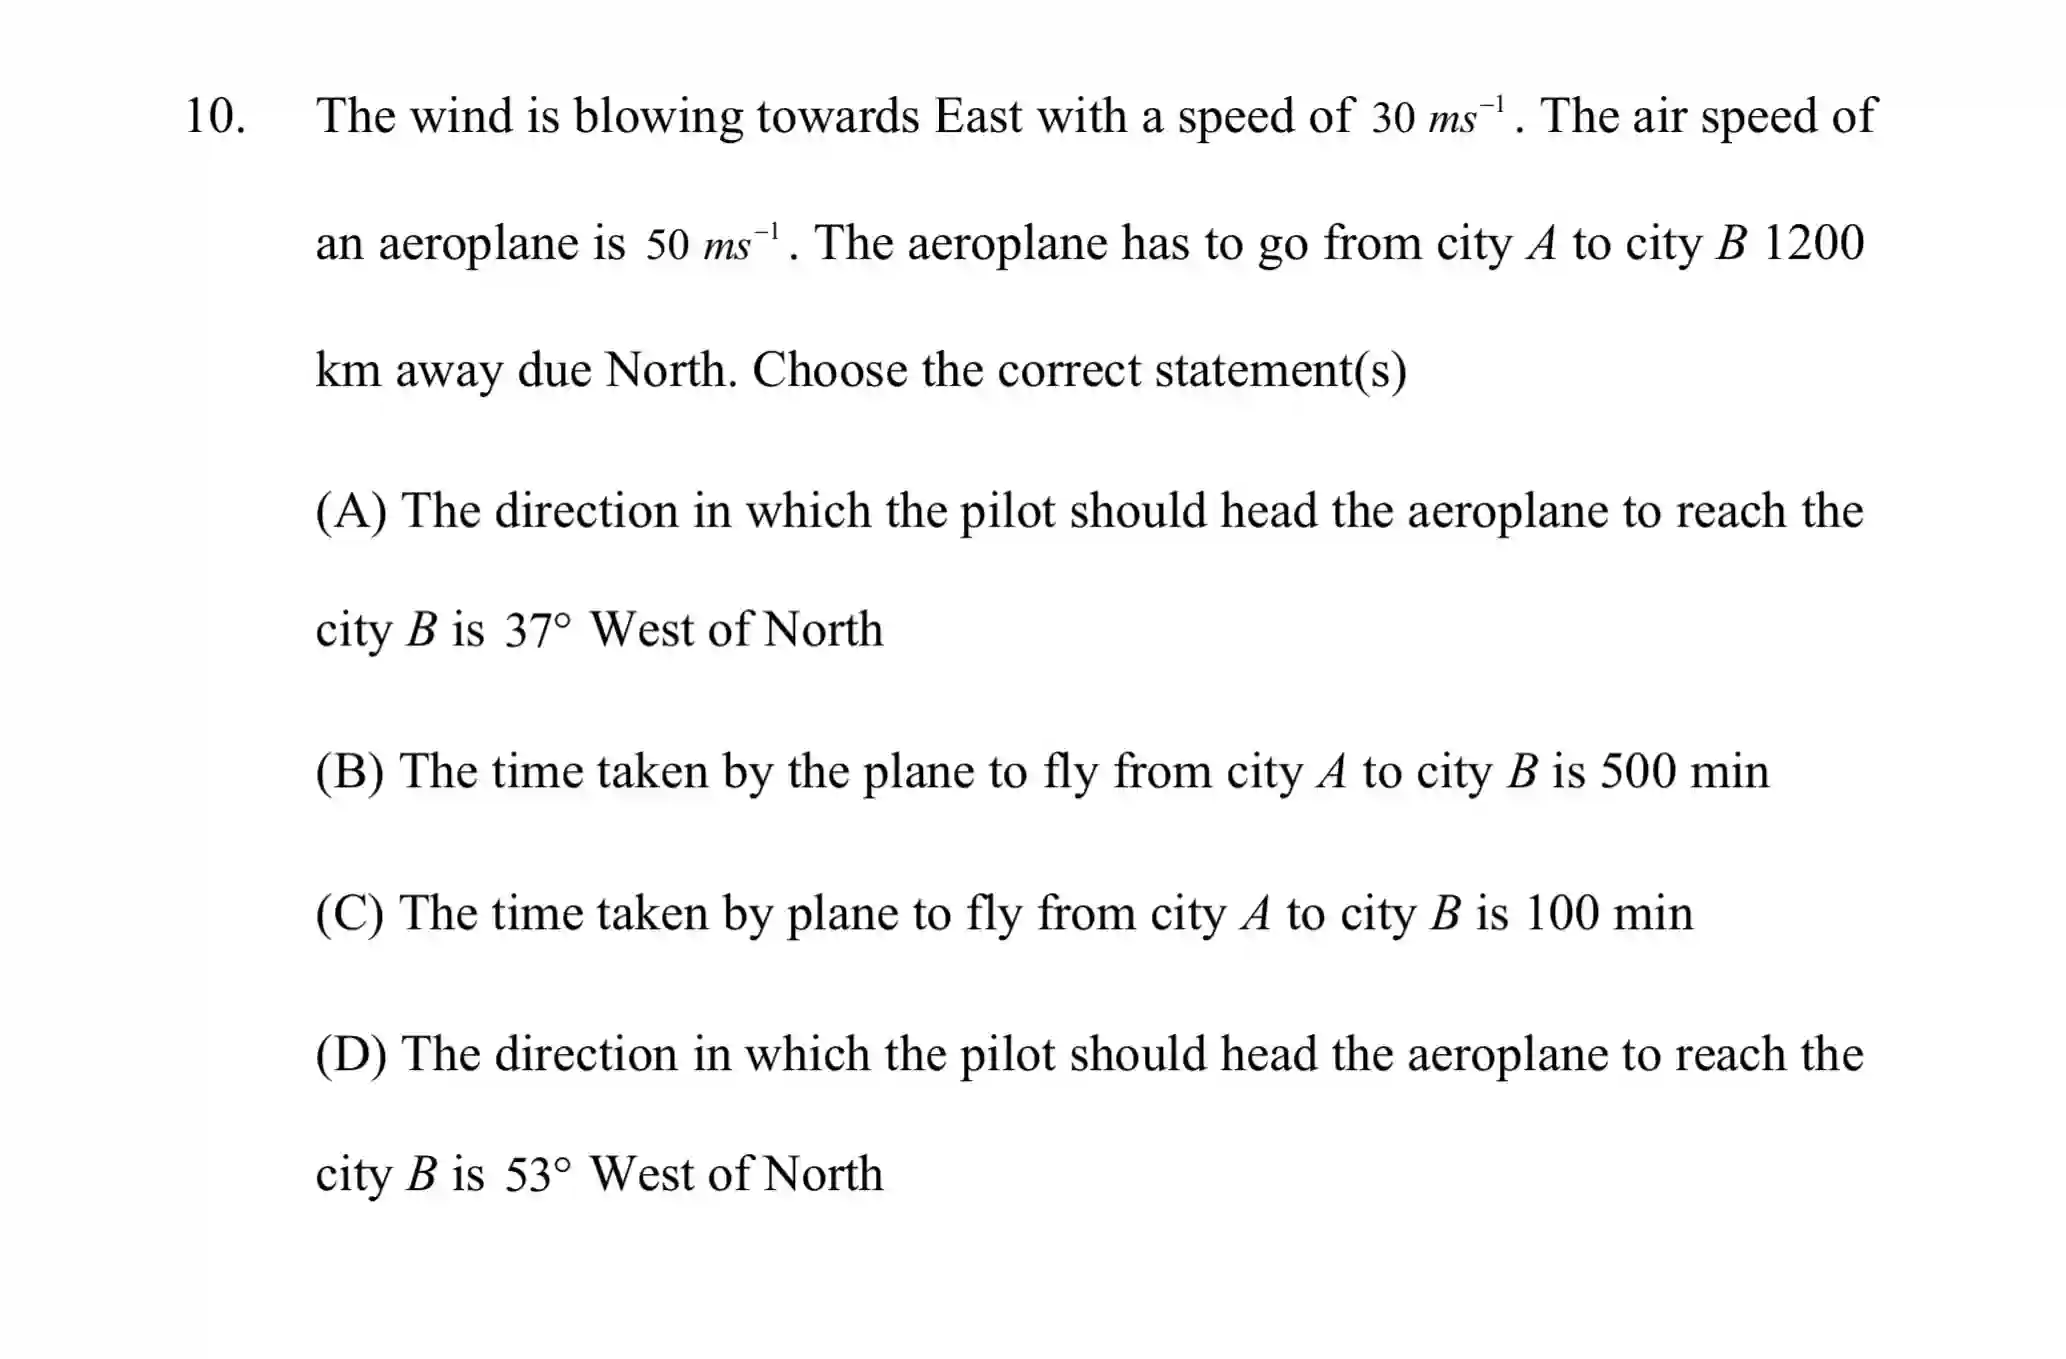 10. The wind is blowing towards East with a speed of 30 ms⁻¹. The air speed of
an aeroplane is 50 ms⁻¹. The aeroplane has to go from city A to city B 1200
km away due North. Choose the correct statement(s)
(A) The direction in which the pilot should head the aeroplane to reach the
city B is 37° West of North
(B) The time taken by the plane to fly from city A to city B is 500 min
(C) The time taken by plane to fly from city A to city B is 100 min
(D) The direction in which the pilot should head the aeroplane to reach the
city B is 53° West of North